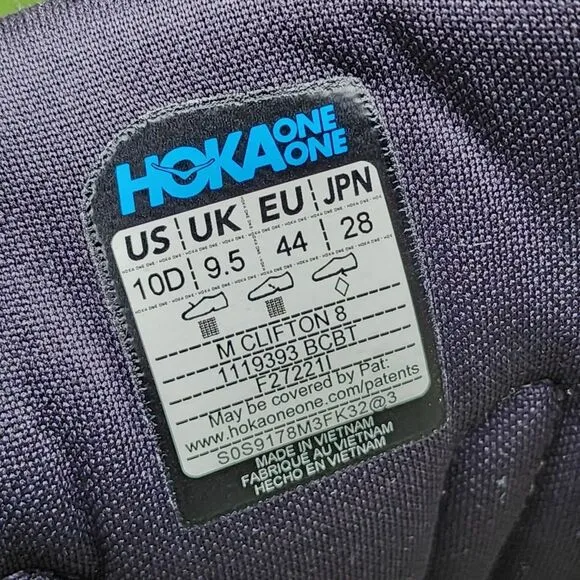 HOKA ONE ONE
US UK EU JPN
10D 9.5 44 28
M CLIFTON 8
1119393 BCBT
F27221I
May be covered by Pat:
www.hokaoneone.com/patents
S0S9178M3FK32@3
MADE IN VIETNAM
FABRIQUÉ AU VIETNAM
HECHO EN VIETNAM